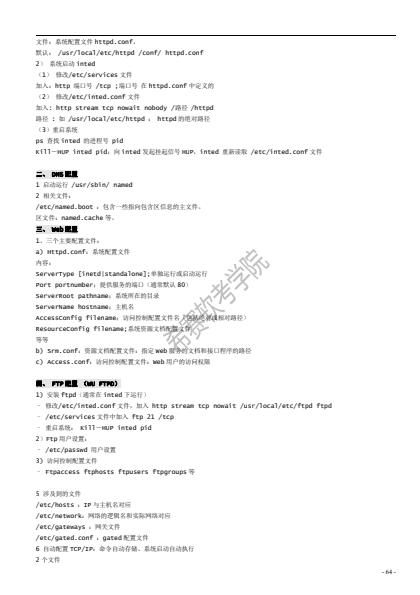 文件：系统配置文件 httpd.conf.
默认： /usr/local/etc/httpd /conf/ httpd.conf
2） 系统启动 inted
（1） 修改/etc/services 文件
加入：http 端口号 /tcp ;端口号 在 httpd.conf 中定义的
（2） 修改/etc/inted.conf 文件
加入: http stream tcp nowait nobody /路径 /httpd
路径 : 如 /usr/local/etc/httpd ; httpd 的绝对路径
（3）重启系统
ps 查找 inted 的进程号 pid
Kill－HUP inted pid；向 inted 发起挂起信号 HUP，inted 重新读取 /etc/inted.conf 文件
二、 DNS 配置
1 启动运行 /usr/sbin/ named
2 相关文件：
/etc/named.boot ；包含一些指向包含区信息的主文件。
区文件：named.cache 等。
三、 Web 配置
1．三个主要配置文件：
a) Httpd.conf：系统配置文件
内容：
ServerType [inetd|standalone];单独运行或启动运行
Port portnumber；提供服务的端口（通常默认 80）
ServerRoot pathname；系统所在的目录
ServerName hostname；主机名
AccessConfig filename；访问控制配置文件名（包括绝对或相对路径）
ResourceConfig filename;系统资源文档配置文件
等等
b) Srm.conf：资源文档配置文件：指定 web 服务的文档和接口程序的路径
c) Access.conf：访问控制配置文件：Web 用户的访问权限
四、 FTP 配置 （WU FTPD）
1) 安装 ftpd（通常在 inted 下运行）
– 修改/etc/inted.conf 文件，加入 http stream tcp nowait /usr/local/etc/ftpd ftpd
– /etc/services 文件中加入 ftp 21 /tcp
– 重启系统： Kill－HUP inted pid
2）Ftp 用户设置：
– /etc/passwd 用户设置
3) 访问控制配置文件
– Ftpaccess ftphosts ftpusers ftpgroups 等
5 涉及到的文件
/etc/hosts ；IP 与主机名对应
/etc/network；网络的逻辑名和实际网络对应
/etc/gateways ；网关文件
/etc/gated.conf ；gated 配置文件
6 自动配置 TCP/IP：命令自动存储、系统启动自动执行
2 个文件
希赛软考学院
- 64 -